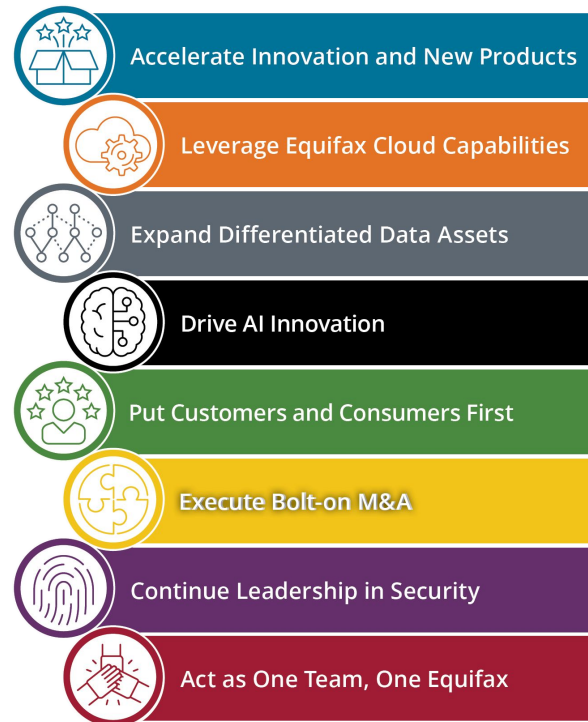 Accelerate Innovation and New Products
Leverage Equifax Cloud Capabilities
Expand Differentiated Data Assets
Drive AI Innovation
Put Customers and Consumers First
Execute Bolt-on M&A
Continue Leadership in Security
Act as One Team, One Equifax